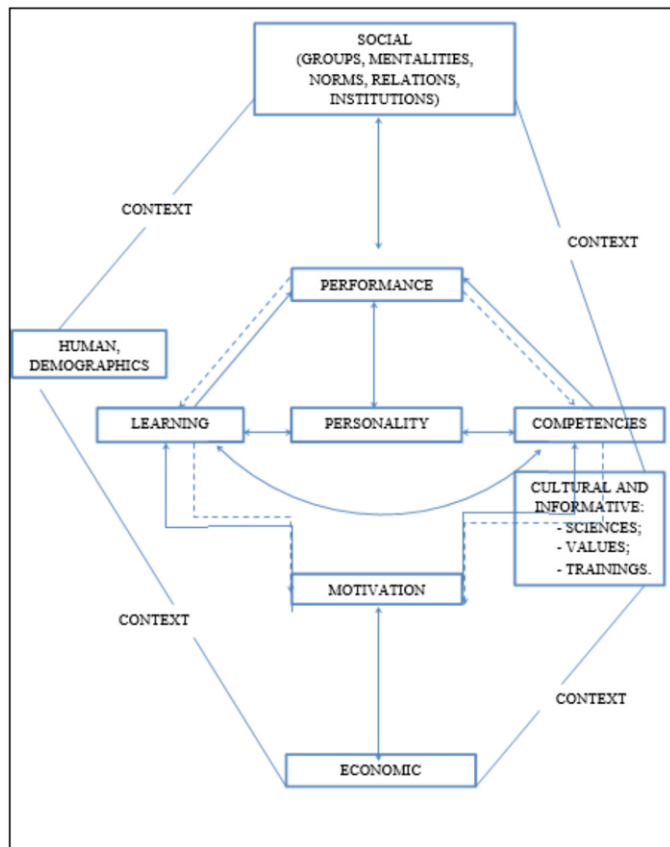 SOCIAL
(GROUPS, MENTALITIES,
NORMS, RELATIONS,
INSTITUTIONS)
CONTEXT
CONTEXT
PERFORMANCE
HUMAN,
DEMOGRAPHICS
LEARNING
PERSONALITY
COMPETENCIES
CULTURAL AND
INFORMATIVE:
- SCIENCES;
- VALUES;
- TRAININGS.
MOTIVATION
CONTEXT
CONTEXT
ECONOMIC